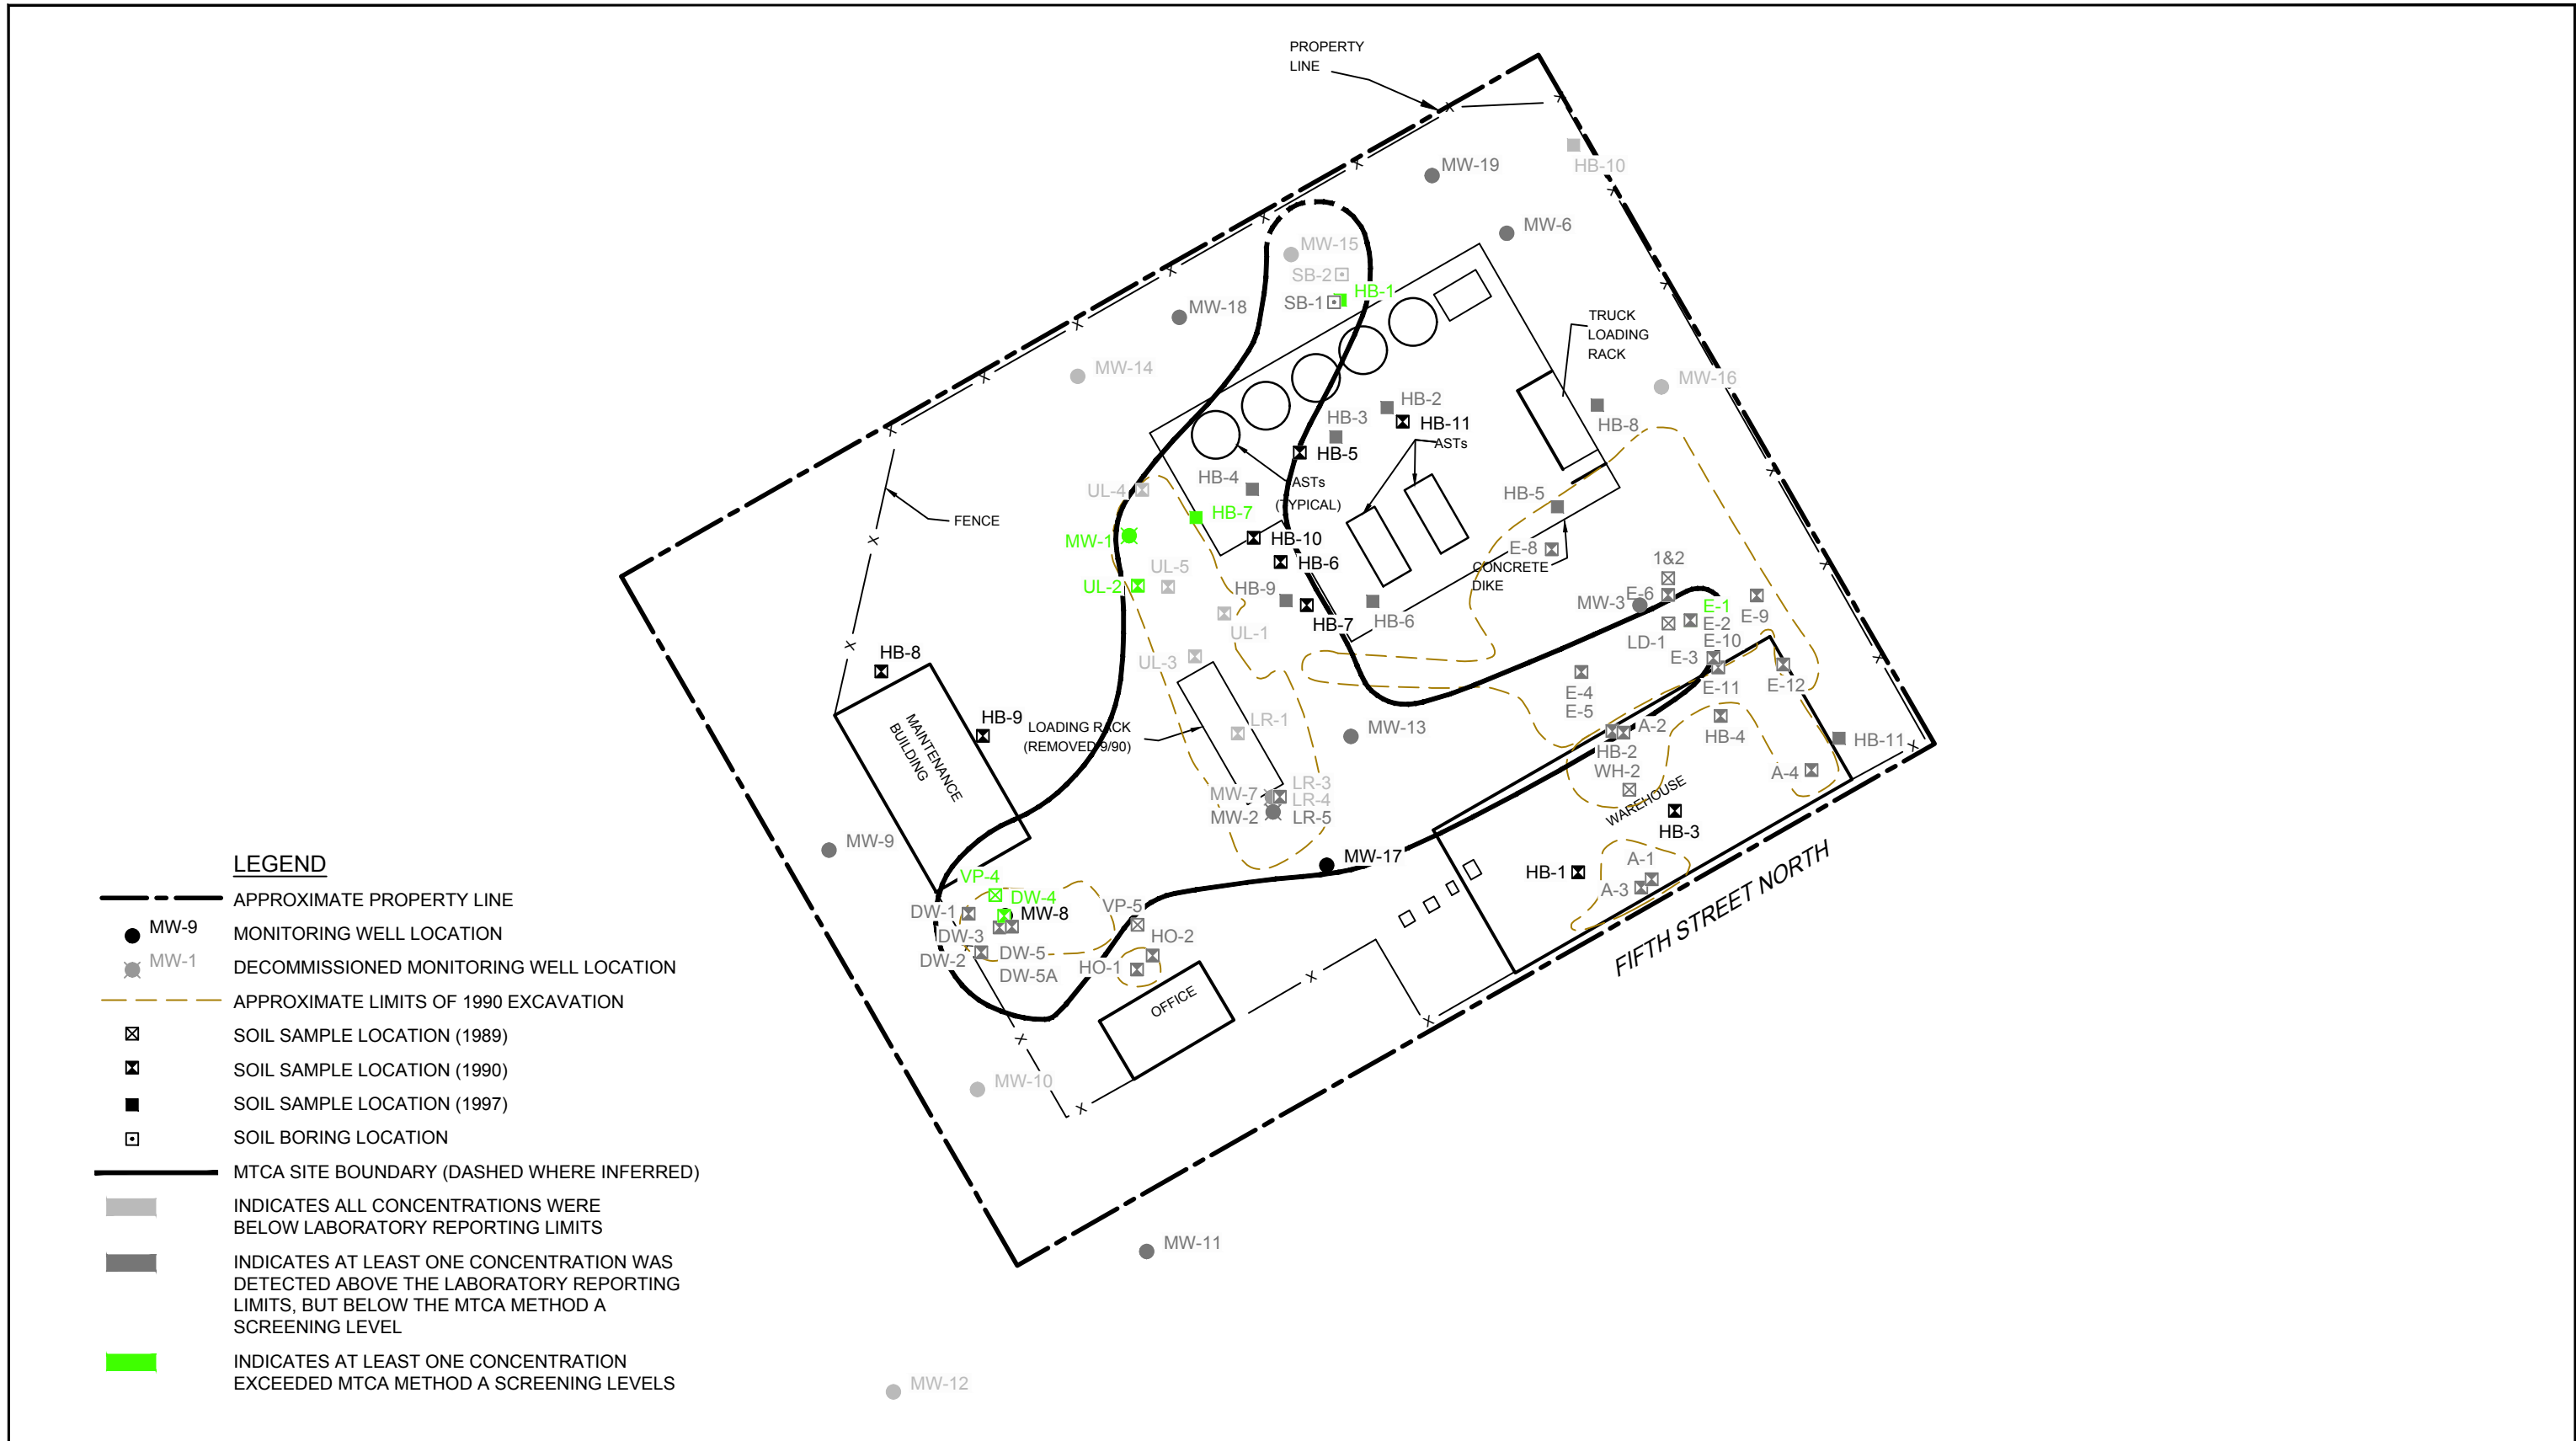 PROPERTY
LINE
HB-10
MW-19
MW-6
MW-15
SB-2
HB-1
SB-1
MW-18
TRUCK
LOADING
RACK
MW-14
MW-16
HB-2
HB-3
HB-11
HB-8
ASTs
HB-5
HB-4
ASTs
(TYPICAL)
UL-4
HB-5
HB-7
FENCE
MW-1
HB-10
E-8
1&2
HB-6
CONCRETE
DIKE
UL-5
UL-2
HB-9
E-6
MW-3
E-1
E-9
HB-7
HB-6
E-2
UL-1
LD-1
E-10
HB-8
UL-3
E-3
E-11
E-12
E-4
E-5
HB-9
LOADING RACK
(REMOVED 9/90)
LR-1
MW-13
A-2
HB-4
HB-11
MAINTENANCE
BUILDING
HB-2
WH-2
A-4
LR-3
MW-7
LR-4
MW-2
LR-5
WAREHOUSE
HB-3
MW-9
MW-17
HB-1
A-1
A-3
FIFTH STREET NORTH
VP-4
DW-4
DW-1
MW-8
VP-5
DW-3
HO-2
DW-2
DW-5
HO-1
DW-5A
OFFICE
MW-10
MW-11
MW-12
LEGEND
APPROXIMATE PROPERTY LINE
MW-9
MONITORING WELL LOCATION
MW-1
DECOMMISSIONED MONITORING WELL LOCATION
APPROXIMATE LIMITS OF 1990 EXCAVATION
SOIL SAMPLE LOCATION (1989)
SOIL SAMPLE LOCATION (1990)
SOIL SAMPLE LOCATION (1997)
SOIL BORING LOCATION
MTCA SITE BOUNDARY (DASHED WHERE INFERRED)
INDICATES ALL CONCENTRATIONS WERE
BELOW LABORATORY REPORTING LIMITS
INDICATES AT LEAST ONE CONCENTRATION WAS
DETECTED ABOVE THE LABORATORY REPORTING
LIMITS, BUT BELOW THE MTCA METHOD A
SCREENING LEVEL
INDICATES AT LEAST ONE CONCENTRATION
EXCEEDED MTCA METHOD A SCREENING LEVELS